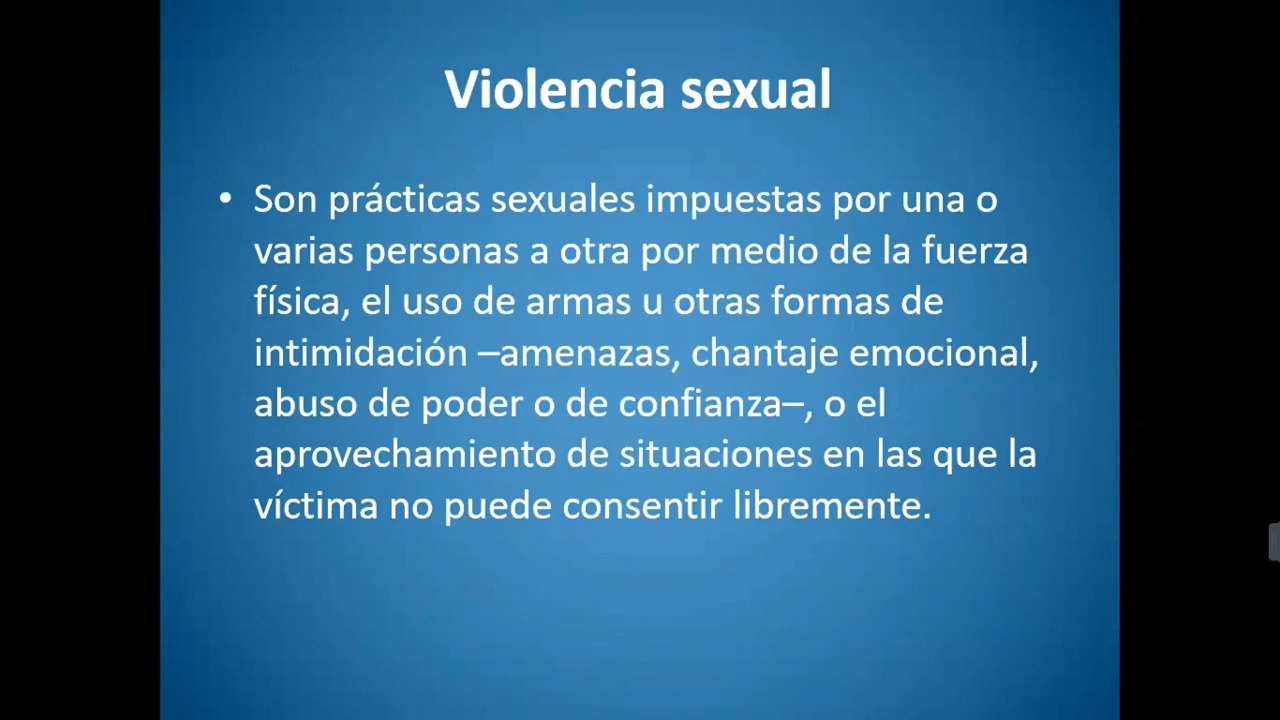 Violencia sexual
• Son prácticas sexuales impuestas por una o
varias personas a otra por medio de la fuerza
física, el uso de armas u otras formas de
intimidación –amenazas, chantaje emocional,
abuso de poder o de confianza–, o el
aprovechamiento de situaciones en las que la
víctima no puede consentir libremente.